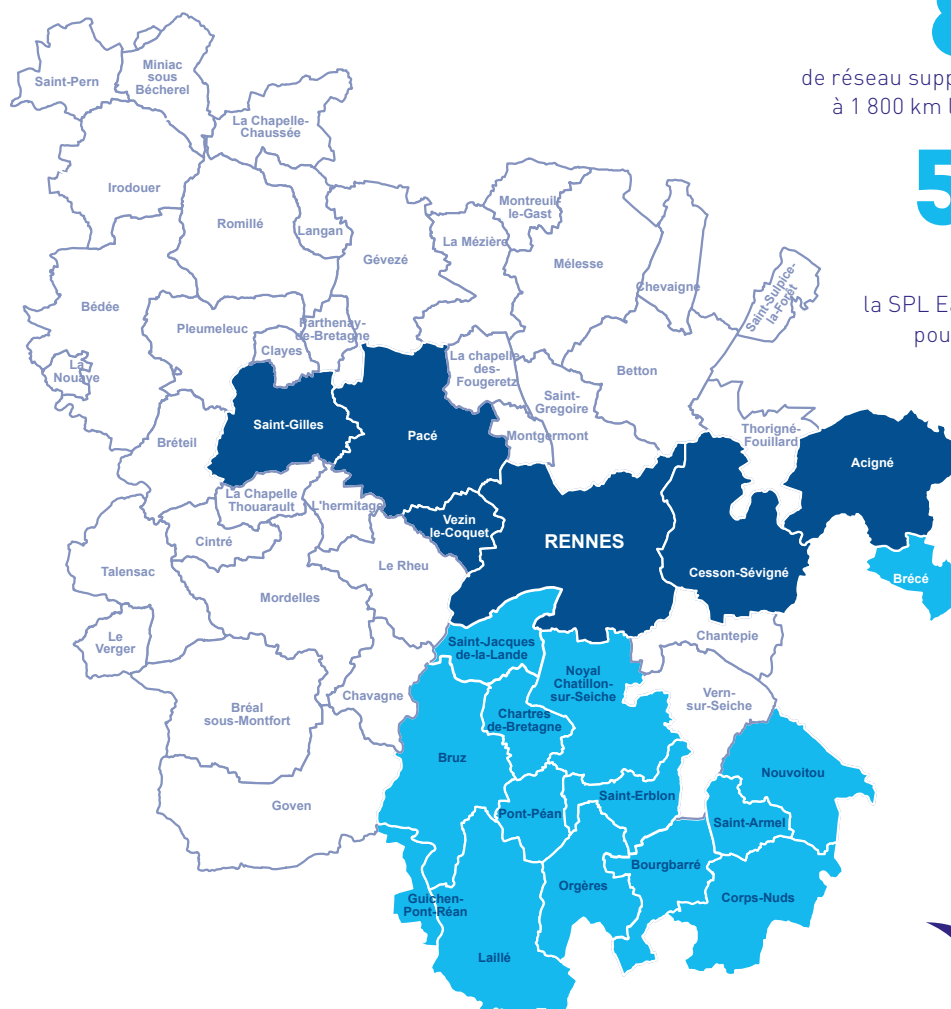 8
de réseau supp
à 1 800 km
5
la SPL Ea
pou
Saint-Pern
Miniac
sous
Bécherel
La Chapelle-
Chaussée
Irodouer
Romillé
Langan
Gévezé
La Mézière
Montreuil
le-Gast
Mélesse
Chevaigne
Saint-Sulpice-
la-Forêt
Bédée
Pleumeleuc
Parthenay-
de-Bretagne
Clayes
La
Nouaye
La chapelle
des-
Fougeretz
Betton
Saint-
Gregoire
Montgermont
Thorigné-
Fouillard
Saint-Gilles
Pacé
Bréteil
Acigné
La Chapelle
Thouarault
L'hermitage
Vezin
le-Coquet
RENNES
Cintré
Le Rheu
Cesson-Sévigné
Brécé
Talensac
Mordelles
Le
Verger
Saint-Jacques
de-la-Lande
Chantepie
Noyal
Chatillon-
sur-Seiche
Vern-
sur-Seiche
Chavagne
Bréal
sous-Montfort
Chartres
de-Bretagne
Bruz
Nouvoitou
Goven
Saint-Erblon
Pont-Péan
Saint-Armel
Bourgbarré
Orgères
Corps-Nuds
Guichen-
Pont-Réan
Laillé